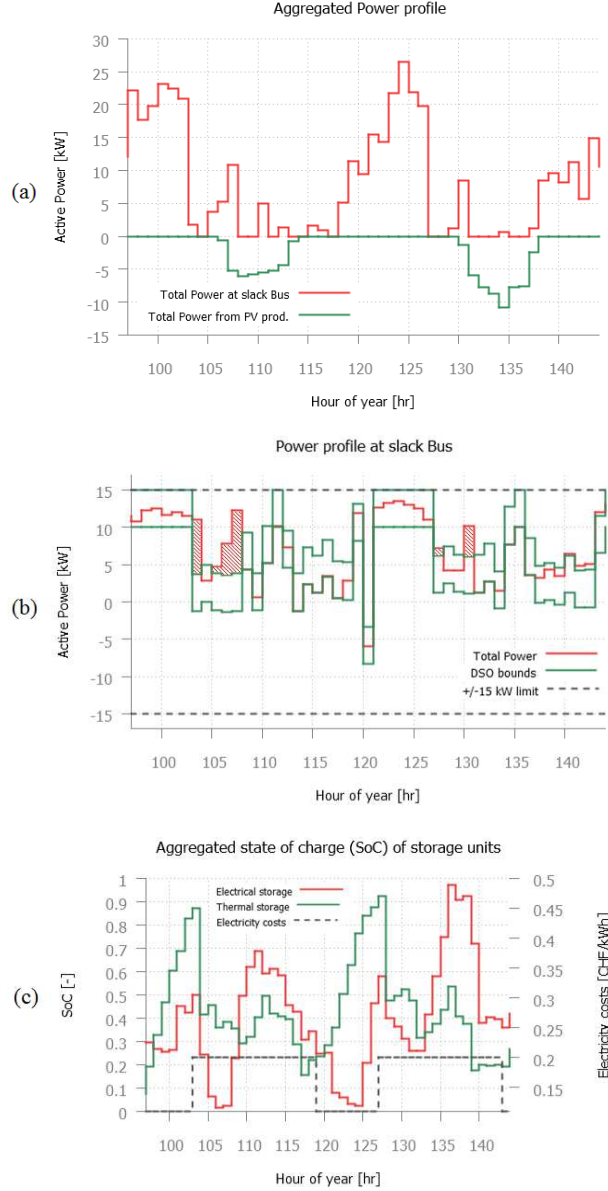 Aggregated Power profile
30
25
20
15
10
5
0
-5
-10
-15
Active Power [kW]
(a)
Total Power at slack Bus
Total Power from PV prod.
100 105 110 115 120 125 130 135 140
Hour of year [hr]
Power profile at slack Bus
15
10
5
0
-5
-10
-15
Active Power [kW]
(b)
Total Power
DSO bounds
+/-15 kW limit
100 105 110 115 120 125 130 135 140
Hour of year [hr]
Aggregated state of charge (SoC) of storage units
1
0.9
0.8
0.7
0.6
0.5
0.4
0.3
0.2
0.1
0
SoC [-]
(c)
Electrical storage
Thermal storage
Electricity costs
0.5
0.45
0.4
0.35
0.3
0.25
0.2
0.15
Electricity costs [CHF/kWh]
100 105 110 115 120 125 130 135 140
Hour of year [hr]